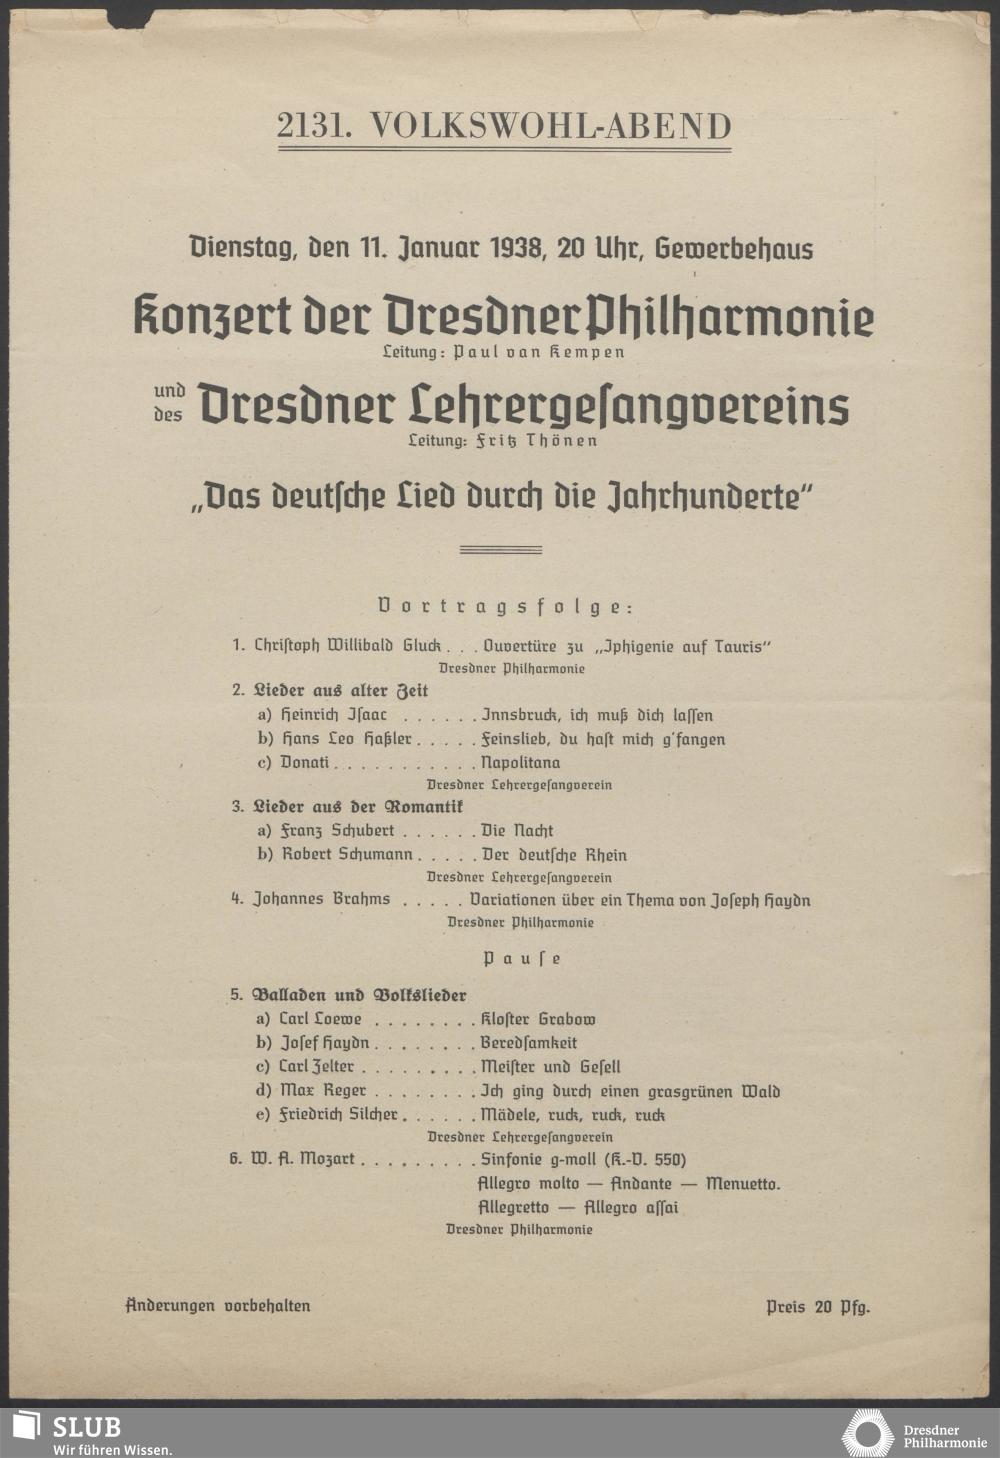 2131. VOLKSWOHL-ABEND
Dienstag, den 11. Januar 1938, 20 Uhr, Gewerbehaus
Konzert der Dresdner Philharmonie
Leitung: Paul van Kempen
und des Dresdner Lehrergeſangvereins
Leitung: Fritz Thönen
„Das deutſche Lied durch die Jahrhunderte“
Vortragsfolge:
1. Chriſtoph Willibald Gluck . . . Ouvertüre zu „Iphigenie auf Tauris“
Dresdner Philharmonie
2. Lieder aus alter Zeit
a) Heinrich Iſaac . . . . . . Innsbruck, ich muß dich laſſen
b) Hans Leo Haßler . . . . . Feinslieb, du haſt mich g'fangen
c) Donati . . . . . . . . . . . Napolitana
Dresdner Lehrergeſangverein
3. Lieder aus der Romantik
a) Franz Schubert . . . . . . Die Nacht
b) Robert Schumann . . . . . Der deutſche Rhein
Dresdner Lehrergeſangverein
4. Johannes Brahms . . . . . Variationen über ein Thema von Joſeph Haydn
Dresdner Philharmonie
Pauſe
5. Balladen und Volkslieder
a) Carl Loewe . . . . . . . . Kloſter Grabow
b) Joſef Haydn . . . . . . . . Beredſamkeit
c) Carl Zelter . . . . . . . . . Meiſter und Geſell
d) Max Reger . . . . . . . . Ich ging durch einen grasgrünen Wald
e) Friedrich Silcher . . . . . . Mädele, ruck, ruck, ruck
Dresdner Lehrergeſangverein
6. W. A. Mozart . . . . . . . . . Sinfonie g-moll (K.-V. 550)
Allegro molto — Andante — Menuetto.
Allegretto — Allegro aſſai
Dresdner Philharmonie
Änderungen vorbehalten Preis 20 Pfg.
SLUB
Wir führen Wissen.
Dresdner
Philharmonie